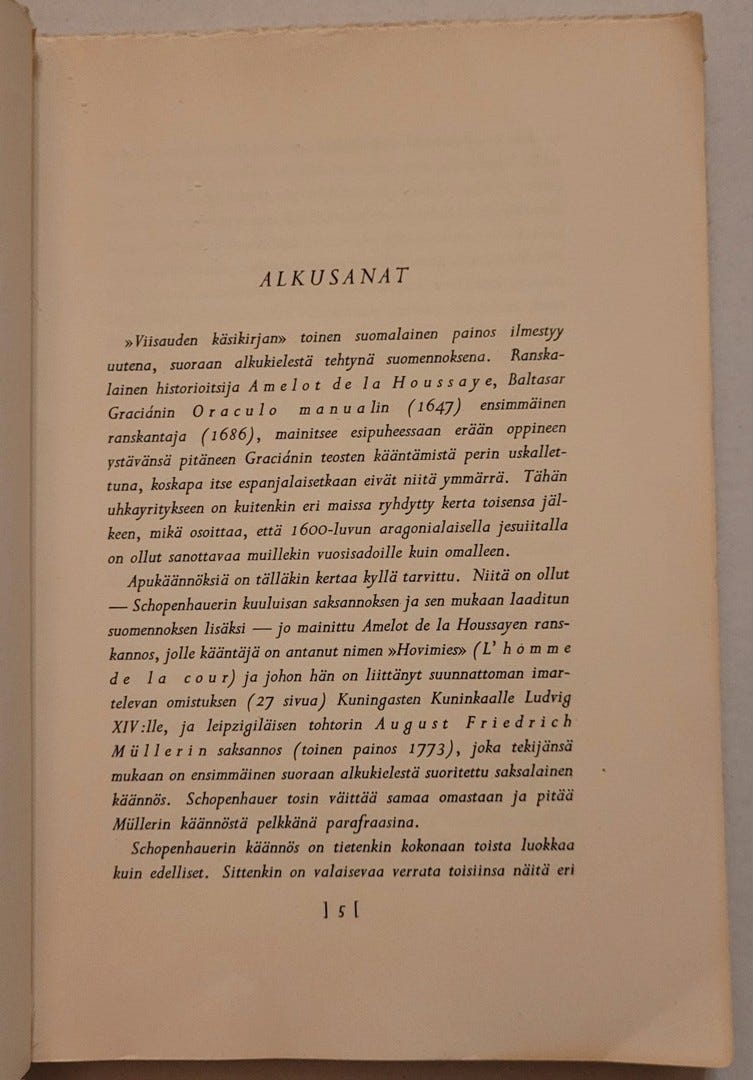 ALKUSANAT
»Viisauden käsikirjan» toinen suomalainen painos ilmestyy
uutena, suoraan alkukielestä tehtynä suomennoksena. Ranska-
lainen historioitsija Amelot de la Houssaye, Baltasar
Graciánin Oraculo manualin (1647) ensimmäinen
ranskantaja (1686), mainitsee esipuheessaan erään oppineen
ystävänsä pitäneen Graciánin teosten kääntämistä perin uskallet-
tuna, koskapa itse espanjalaisetkaan eivät niitä ymmärrä. Tähän
uhkayritykseen on kuitenkin eri maissa ryhdytty kerta toisensa jäl-
keen, mikä osoittaa, että 1600-luvun aragonialaisella jesuiitalla
on ollut sanottavaa muillekin vuosisadoille kuin omalleen.
Apukäännöksiä on tälläkin kertaa kyllä tarvittu. Niitä on ollut
— Schopenhauerin kuuluisan saksannoksen ja sen mukaan laaditun
suomennoksen lisäksi — jo mainittu Amelot de la Houssayen rans-
kannos, jolle kääntäjä on antanut nimen »Hovimies» (L' homme
de la cour) ja johon hän on liittänyt suunnattoman imar-
televan omistuksen (27 sivua) Kuningasten Kuninkaalle Ludvig
XIV:lle, ja leipzigiläisen tohtorin August Friedrich
Müllerin saksannos (toinen painos 1773), joka tekijänsä
mukaan on ensimmäinen suoraan alkukielestä suoritettu saksalainen
käännös. Schopenhauer tosin väittää samaa omastaan ja pitää
Müllerin käännöstä pelkkänä parafraasina.
Schopenhauerin käännös on tietenkin kokonaan toista luokkaa
kuin edelliset. Sittenkin on valaisevaa verrata toisiinsa näitä eri
] 5 [